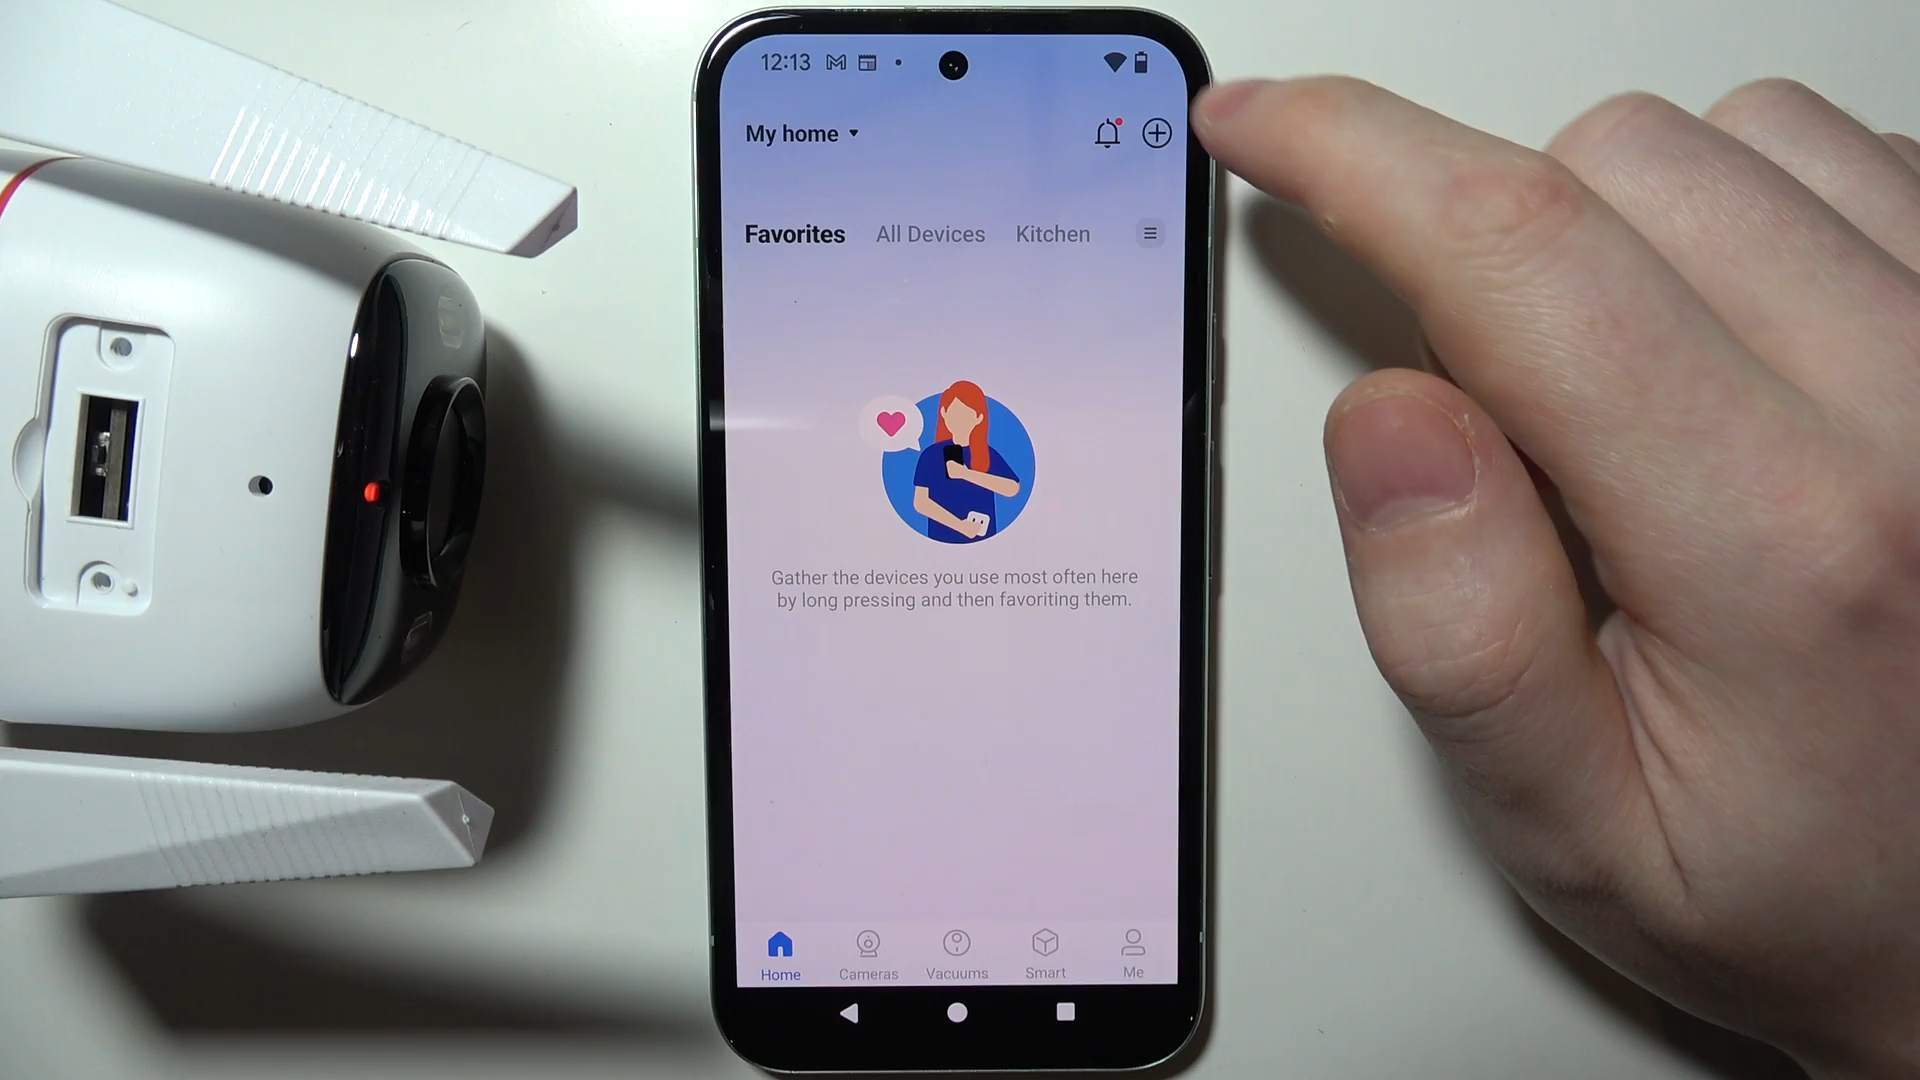 12:13
My home
Favorites All Devices Kitchen
Gather the devices you use most often here
by long pressing and then favoriting them.
Home Cameras Vacuums Smart Me